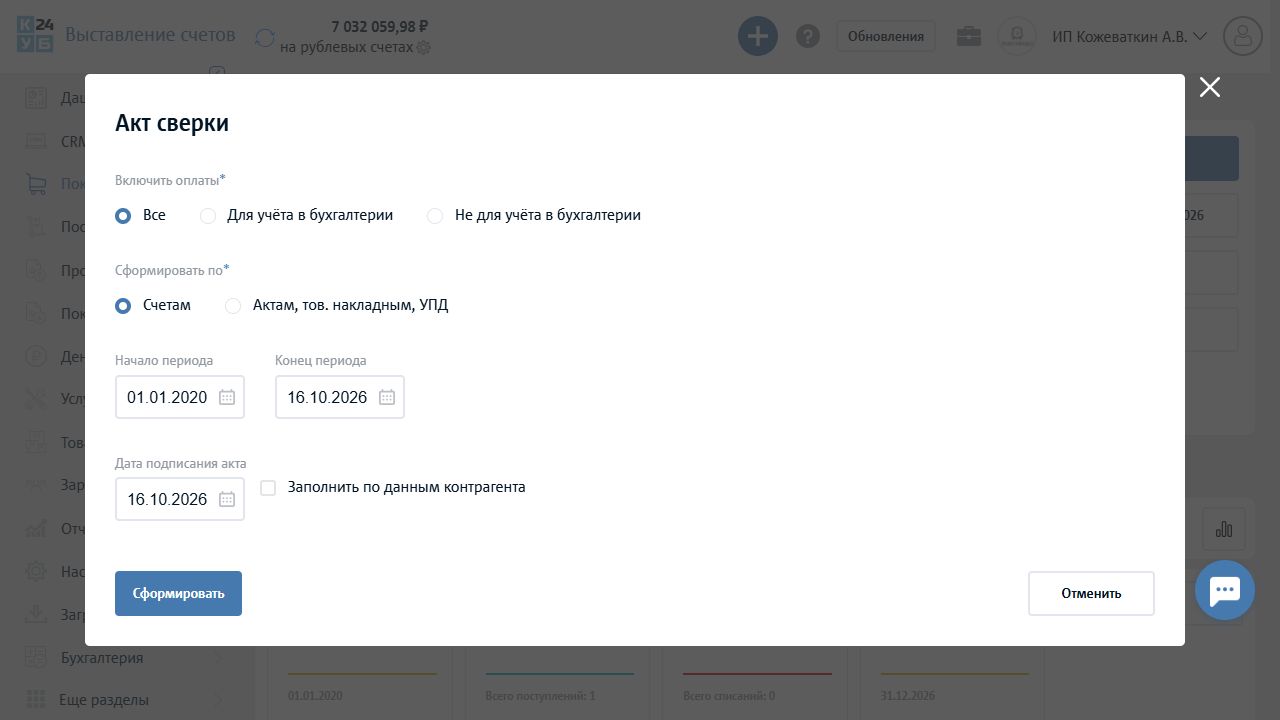 К 24
У Б
Выставление счетов
7 032 059,98 ₽
на рублевых счетах
?
Обновления
ИП Кожеваткин А.В.
CRM
026
Акт сверки
Включить оплаты*
Все
Для учёта в бухгалтерии
Не для учёта в бухгалтерии
Сформировать по*
Счетам
Актам, тов. накладным, УПД
Начало периода
Конец периода
01.01.2020
16.10.2026
Дата подписания акта
16.10.2026
Заполнить по данным контрагента
Сформировать
Отменить
Бухгалтерия
Еще разделы
01.01.2020
Всего поступлений: 1
Всего списаний: 0
31.12.2026